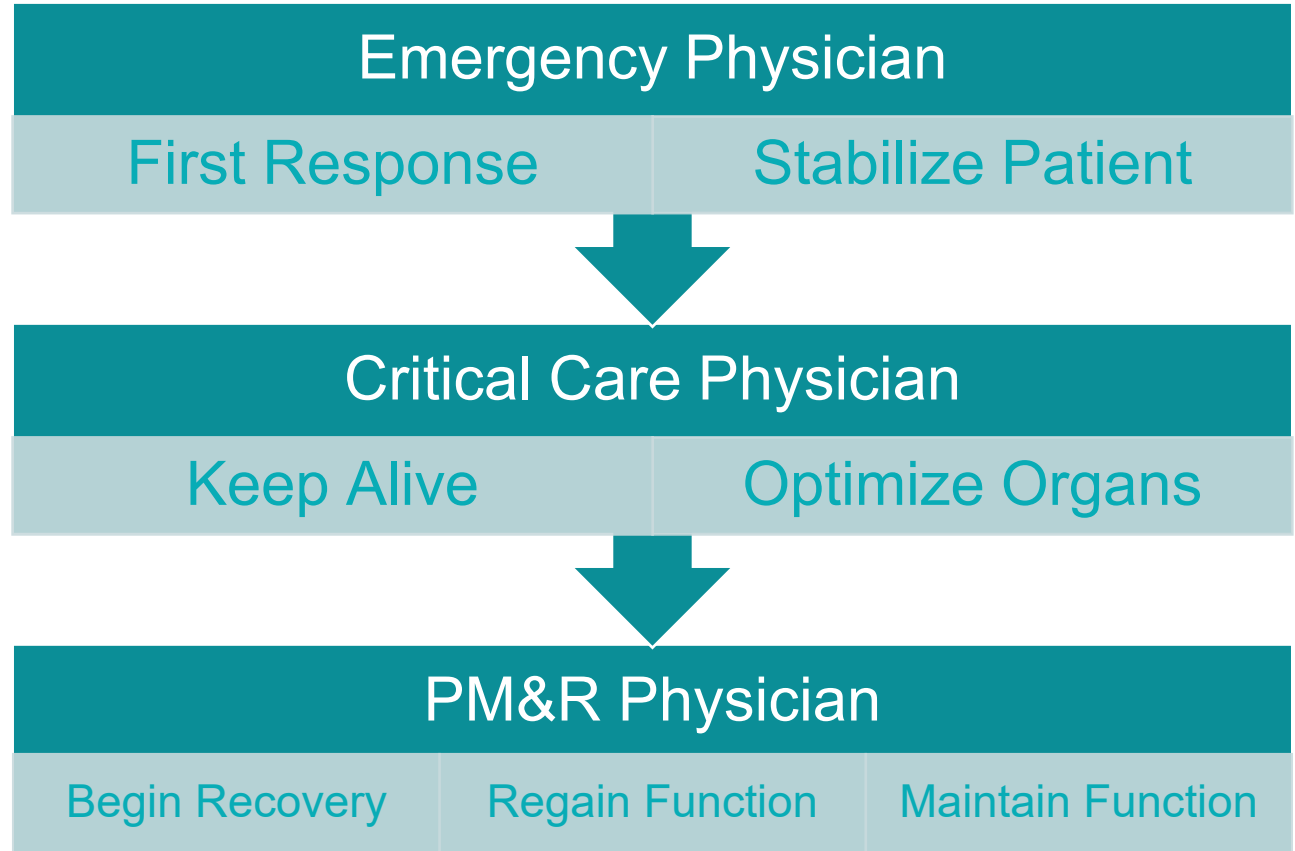 Emergency Physician
First Response
Stabilize Patient
Critical Care Physician
Keep Alive
Optimize Organs
PM&R Physician
Begin Recovery
Regain Function
Maintain Function